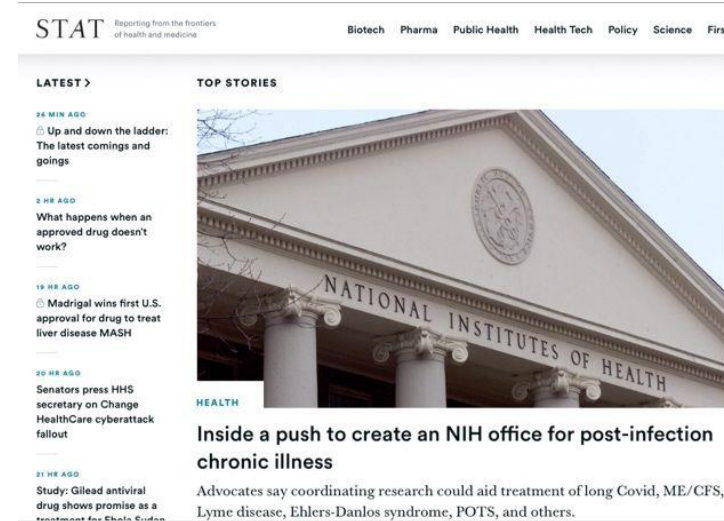 STAT
Reporting from the frontiers
of health and medicine
Biotech Pharma Public Health Health Tech Policy Science Firs
LATEST >
26 MIN AGO
Up and down the ladder:
The latest comings and
goings
2 HR AGO
What happens when an
approved drug doesn't
work?
19 HR AGO
Madrigal wins first U.S.
approval for drug to treat
liver disease MASH
20 HR AGO
Senators press HHS
secretary on Change
HealthCare cyberattack
fallout
21 HR AGO
Study: Gilead antiviral
drug shows promise as a
treatment for Ebola Sudan
TOP STORIES
NATIONAL INSTITUTES OF HEALTH
HEALTH
Inside a push to create an NIH office for post-infection
chronic illness
Advocates say coordinating research could aid treatment of long Covid, ME/CFS,
Lyme disease, Ehlers-Danlos syndrome, POTS, and others.